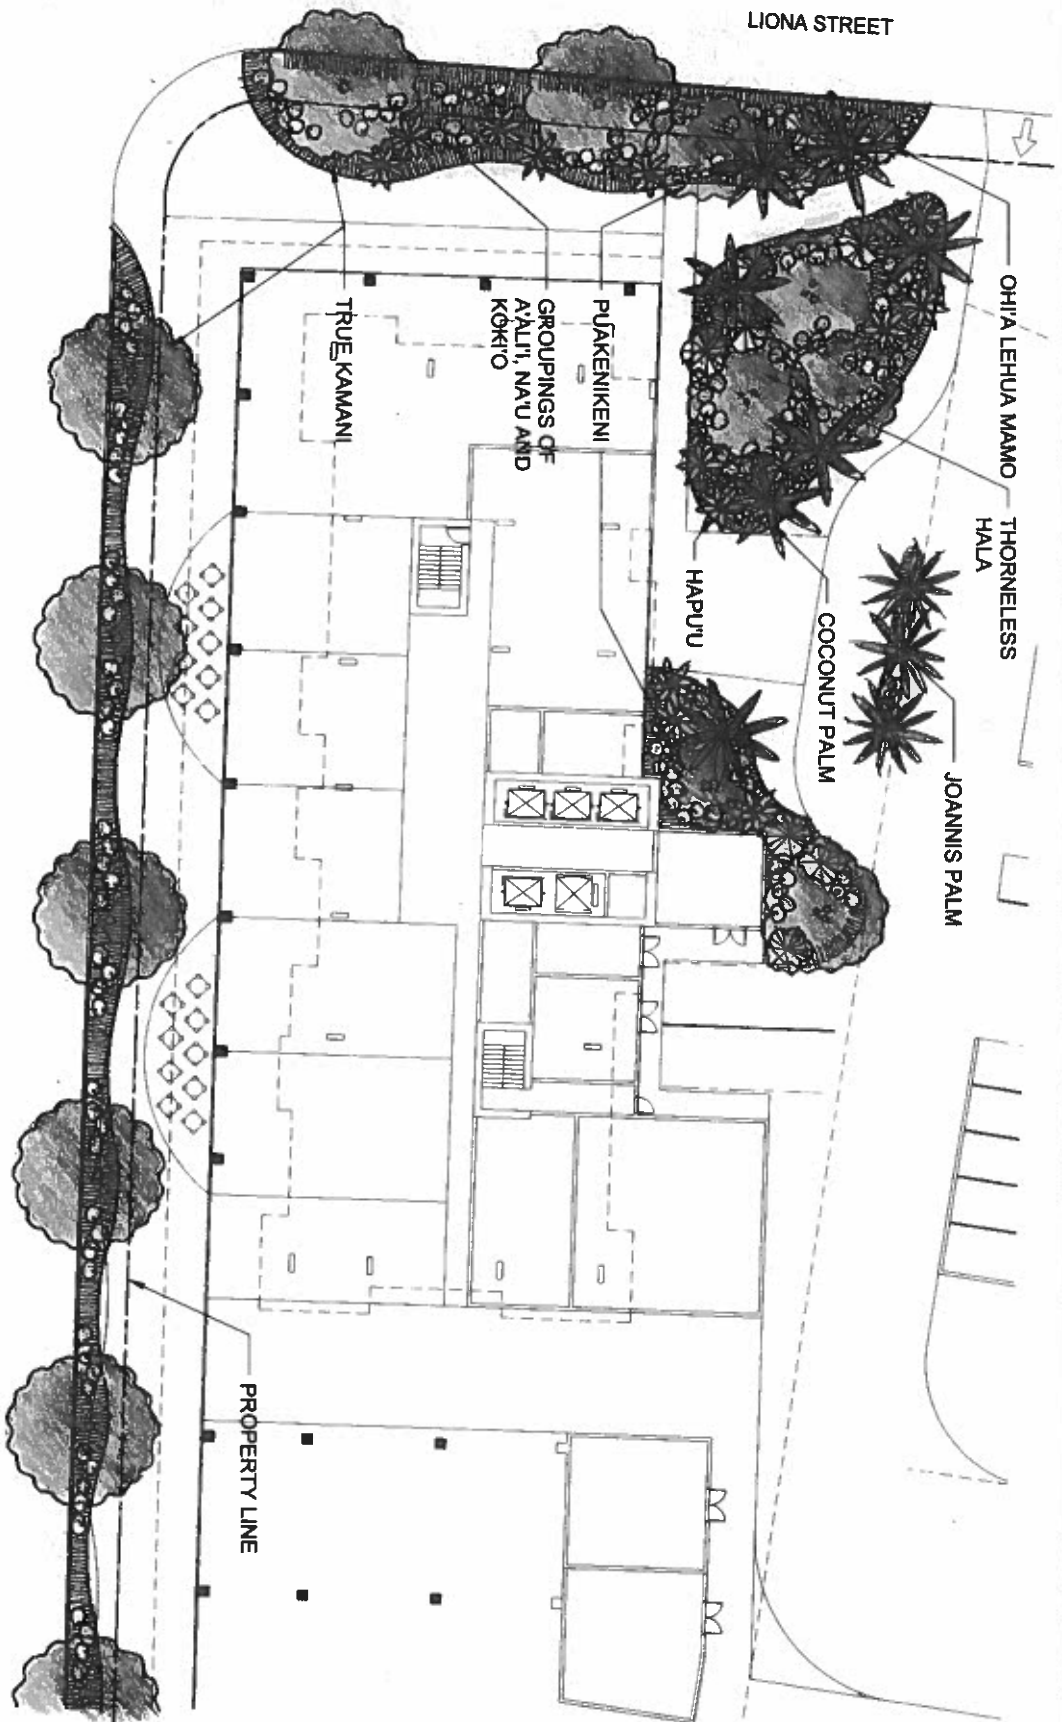 LIONA STREET
OHI'A LEHUA MAMO
THORNELESS
HALA
JOANNIS PALM
COCONUT PALM
HAPU'U
PUAKENIKENI
GROUPINGS OF
A'ALI'I, NA'U AND
KOKI'O
TRUE KAMANI
PROPERTY LINE